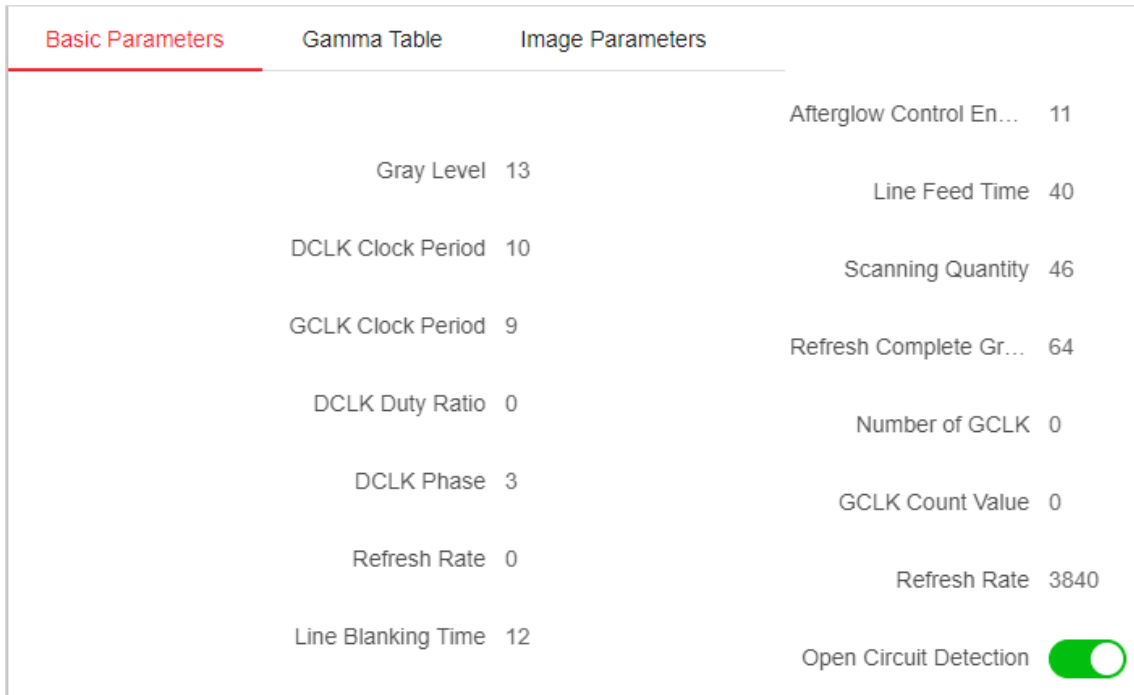 Basic Parameters Gamma Table Image Parameters
Gray Level 13
DCLK Clock Period 10
GCLK Clock Period 9
DCLK Duty Ratio 0
DCLK Phase 3
Refresh Rate 0
Line Blanking Time 12
Afterglow Control En... 11
Line Feed Time 40
Scanning Quantity 46
Refresh Complete Gr... 64
Number of GCLK 0
GCLK Count Value 0
Refresh Rate 3840
Open Circuit Detection